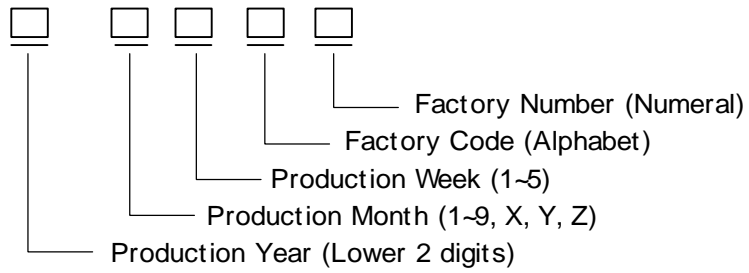 Factory Number (Numeral)
Factory Code (Alphabet)
Production Week (1~5)
Production Month (1~9, X, Y, Z)
Production Year (Lower 2 digits)